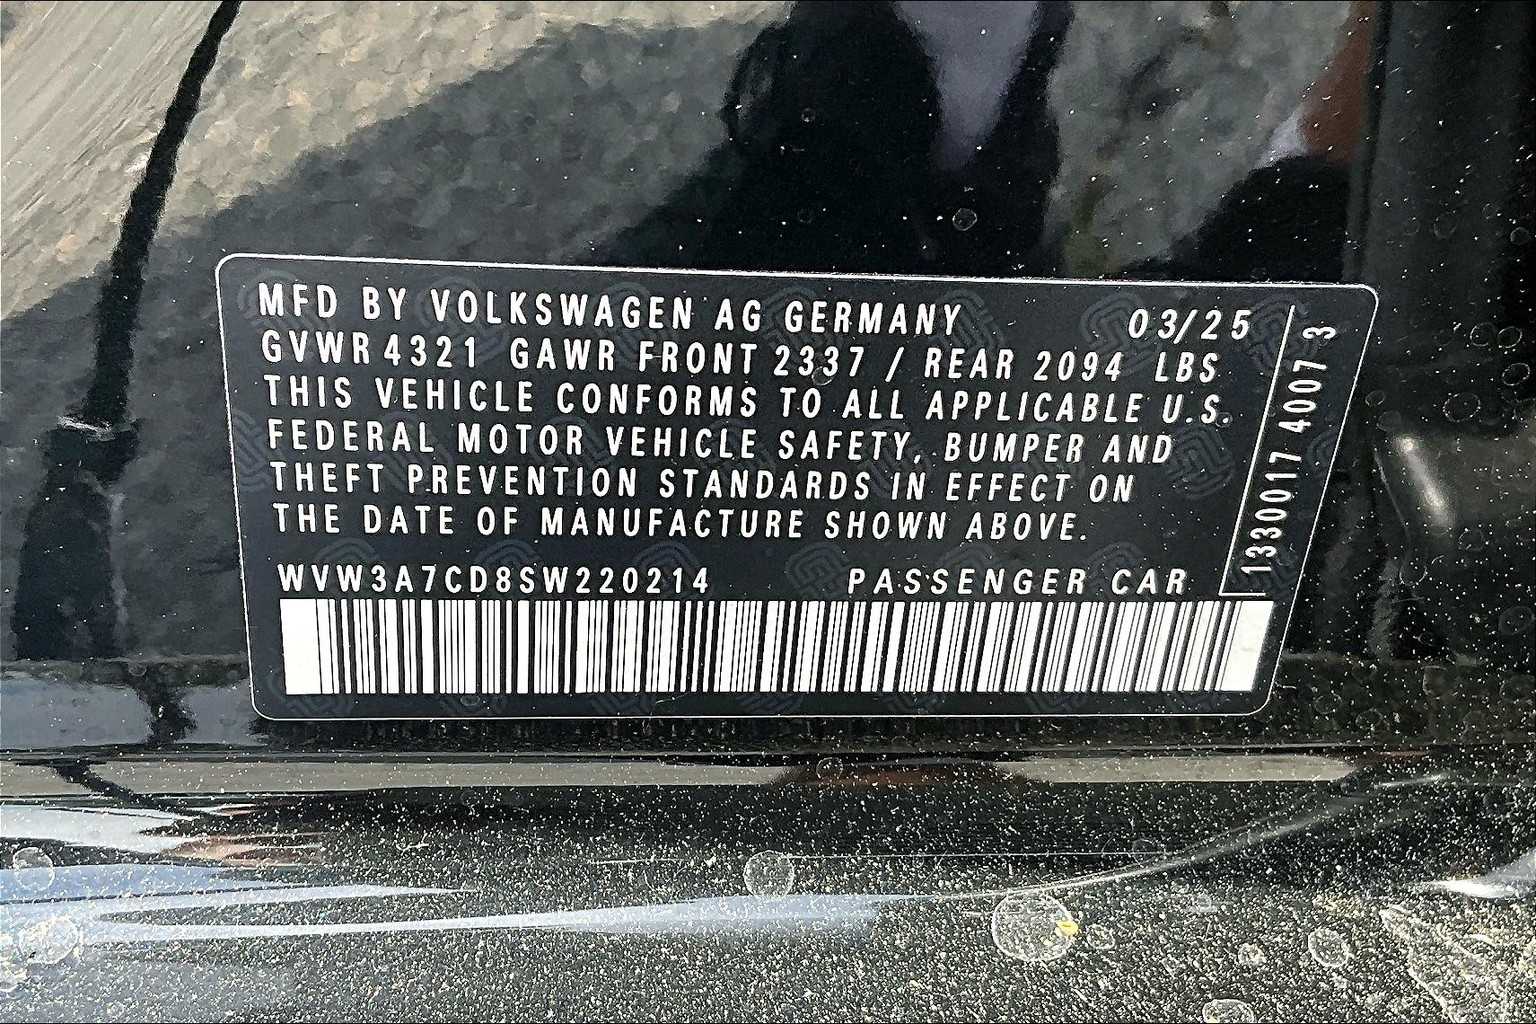 MFD BY VOLKSWAGEN AG GERMANY 03/25
GVWR 4321 GAWR FRONT 2337 / REAR 2094 LBS
THIS VEHICLE CONFORMS TO ALL APPLICABLE U.S.
FEDERAL MOTOR VEHICLE SAFETY, BUMPER AND
THEFT PREVENTION STANDARDS IN EFFECT ON
THE DATE OF MANUFACTURE SHOWN ABOVE.
WVW3A7CD8SW220214 PASSENGER CAR
1330017 4007 3